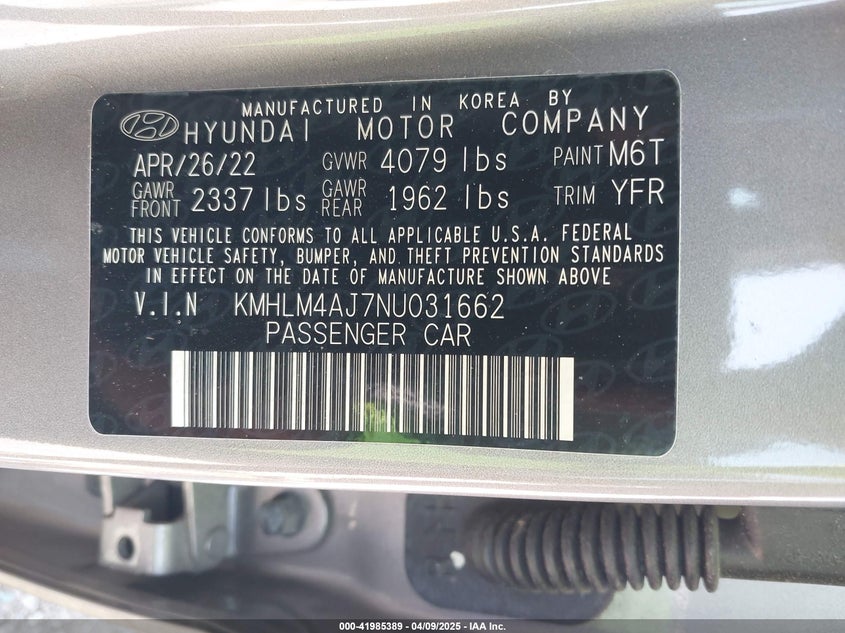 MANUFACTURED IN KOREA BY
HYUNDAI MOTOR COMPANY
APR/26/22 GVWR 4079 lbs PAINT M6T
GAWR FRONT 2337 lbs GAWR REAR 1962 lbs TRIM YFR
THIS VEHICLE CONFORMS TO ALL APPLICABLE U.S.A. FEDERAL
MOTOR VEHICLE SAFETY, BUMPER, AND THEFT PREVENTION STANDARDS
IN EFFECT ON THE DATE OF MANUFACTURE SHOWN ABOVE
V.I.N KMHLM4AJ7NU031662
PASSENGER CAR
000-41985389 - 04/09/2025 - IAA Inc.